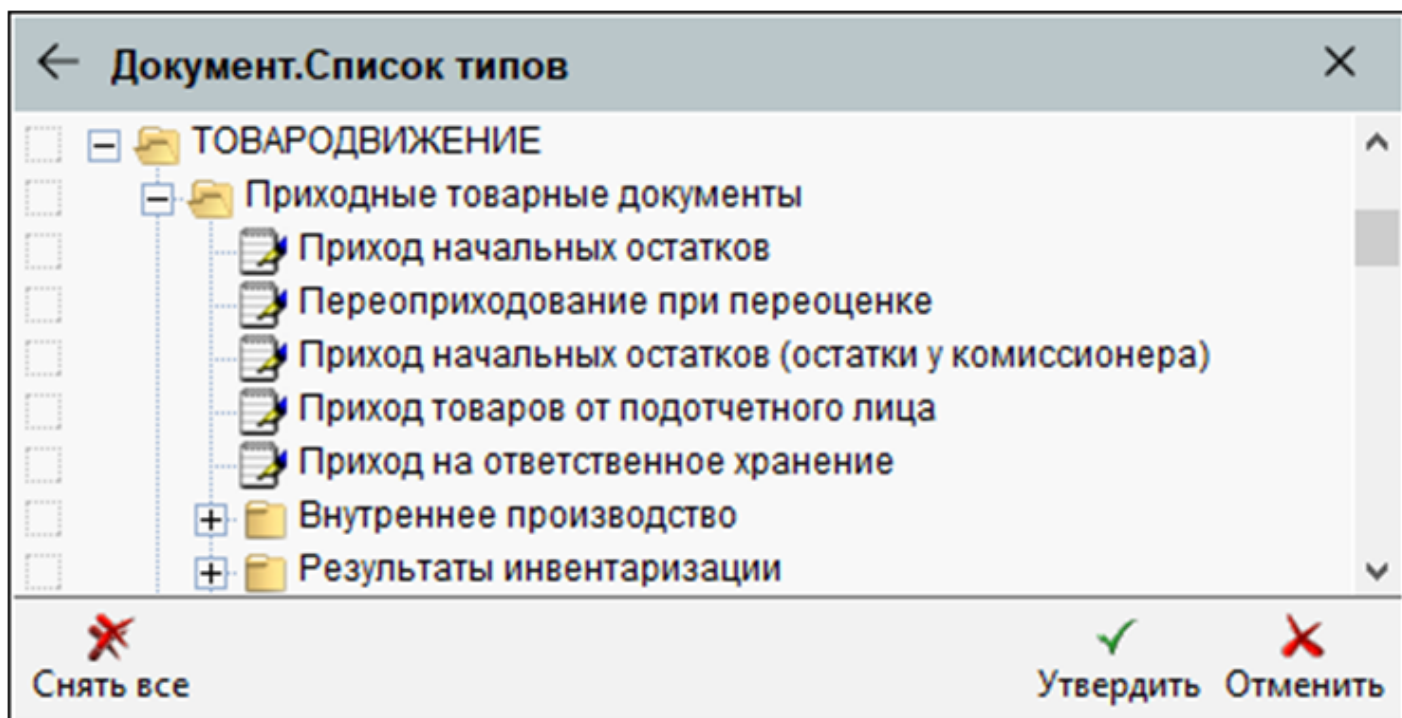 Документ.Список типов
ТОВАРОДВИЖЕНИЕ
Приходные товарные документы
Приход начальных остатков
Переоприходование при переоценке
Приход начальных остатков (остатки у комиссионера)
Приход товаров от подотчетного лица
Приход на ответственное хранение
Внутреннее производство
Результаты инвентаризации
Снять все Утвердить Отменить